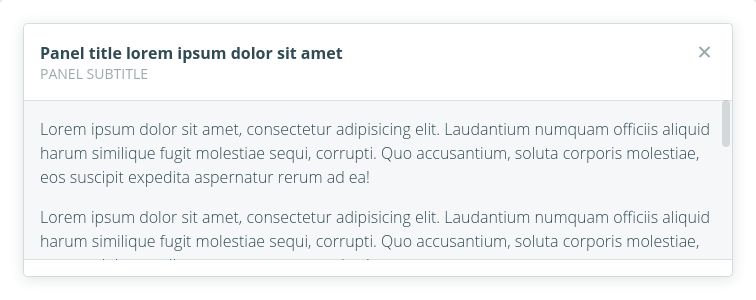 Panel title lorem ipsum dolor sit amet
PANEL SUBTITLE
Lorem ipsum dolor sit amet, consectetur adipisicing elit. Laudantium numquam officiis aliquid
harum similique fugit molestiae sequi, corrupti. Quo accusantium, soluta corporis molestiae,
eos suscipit expedita aspernatur rerum ad ea!
Lorem ipsum dolor sit amet, consectetur adipisicing elit. Laudantium numquam officiis aliquid
harum similique fugit molestiae sequi, corrupti. Quo accusantium, soluta corporis molestiae,